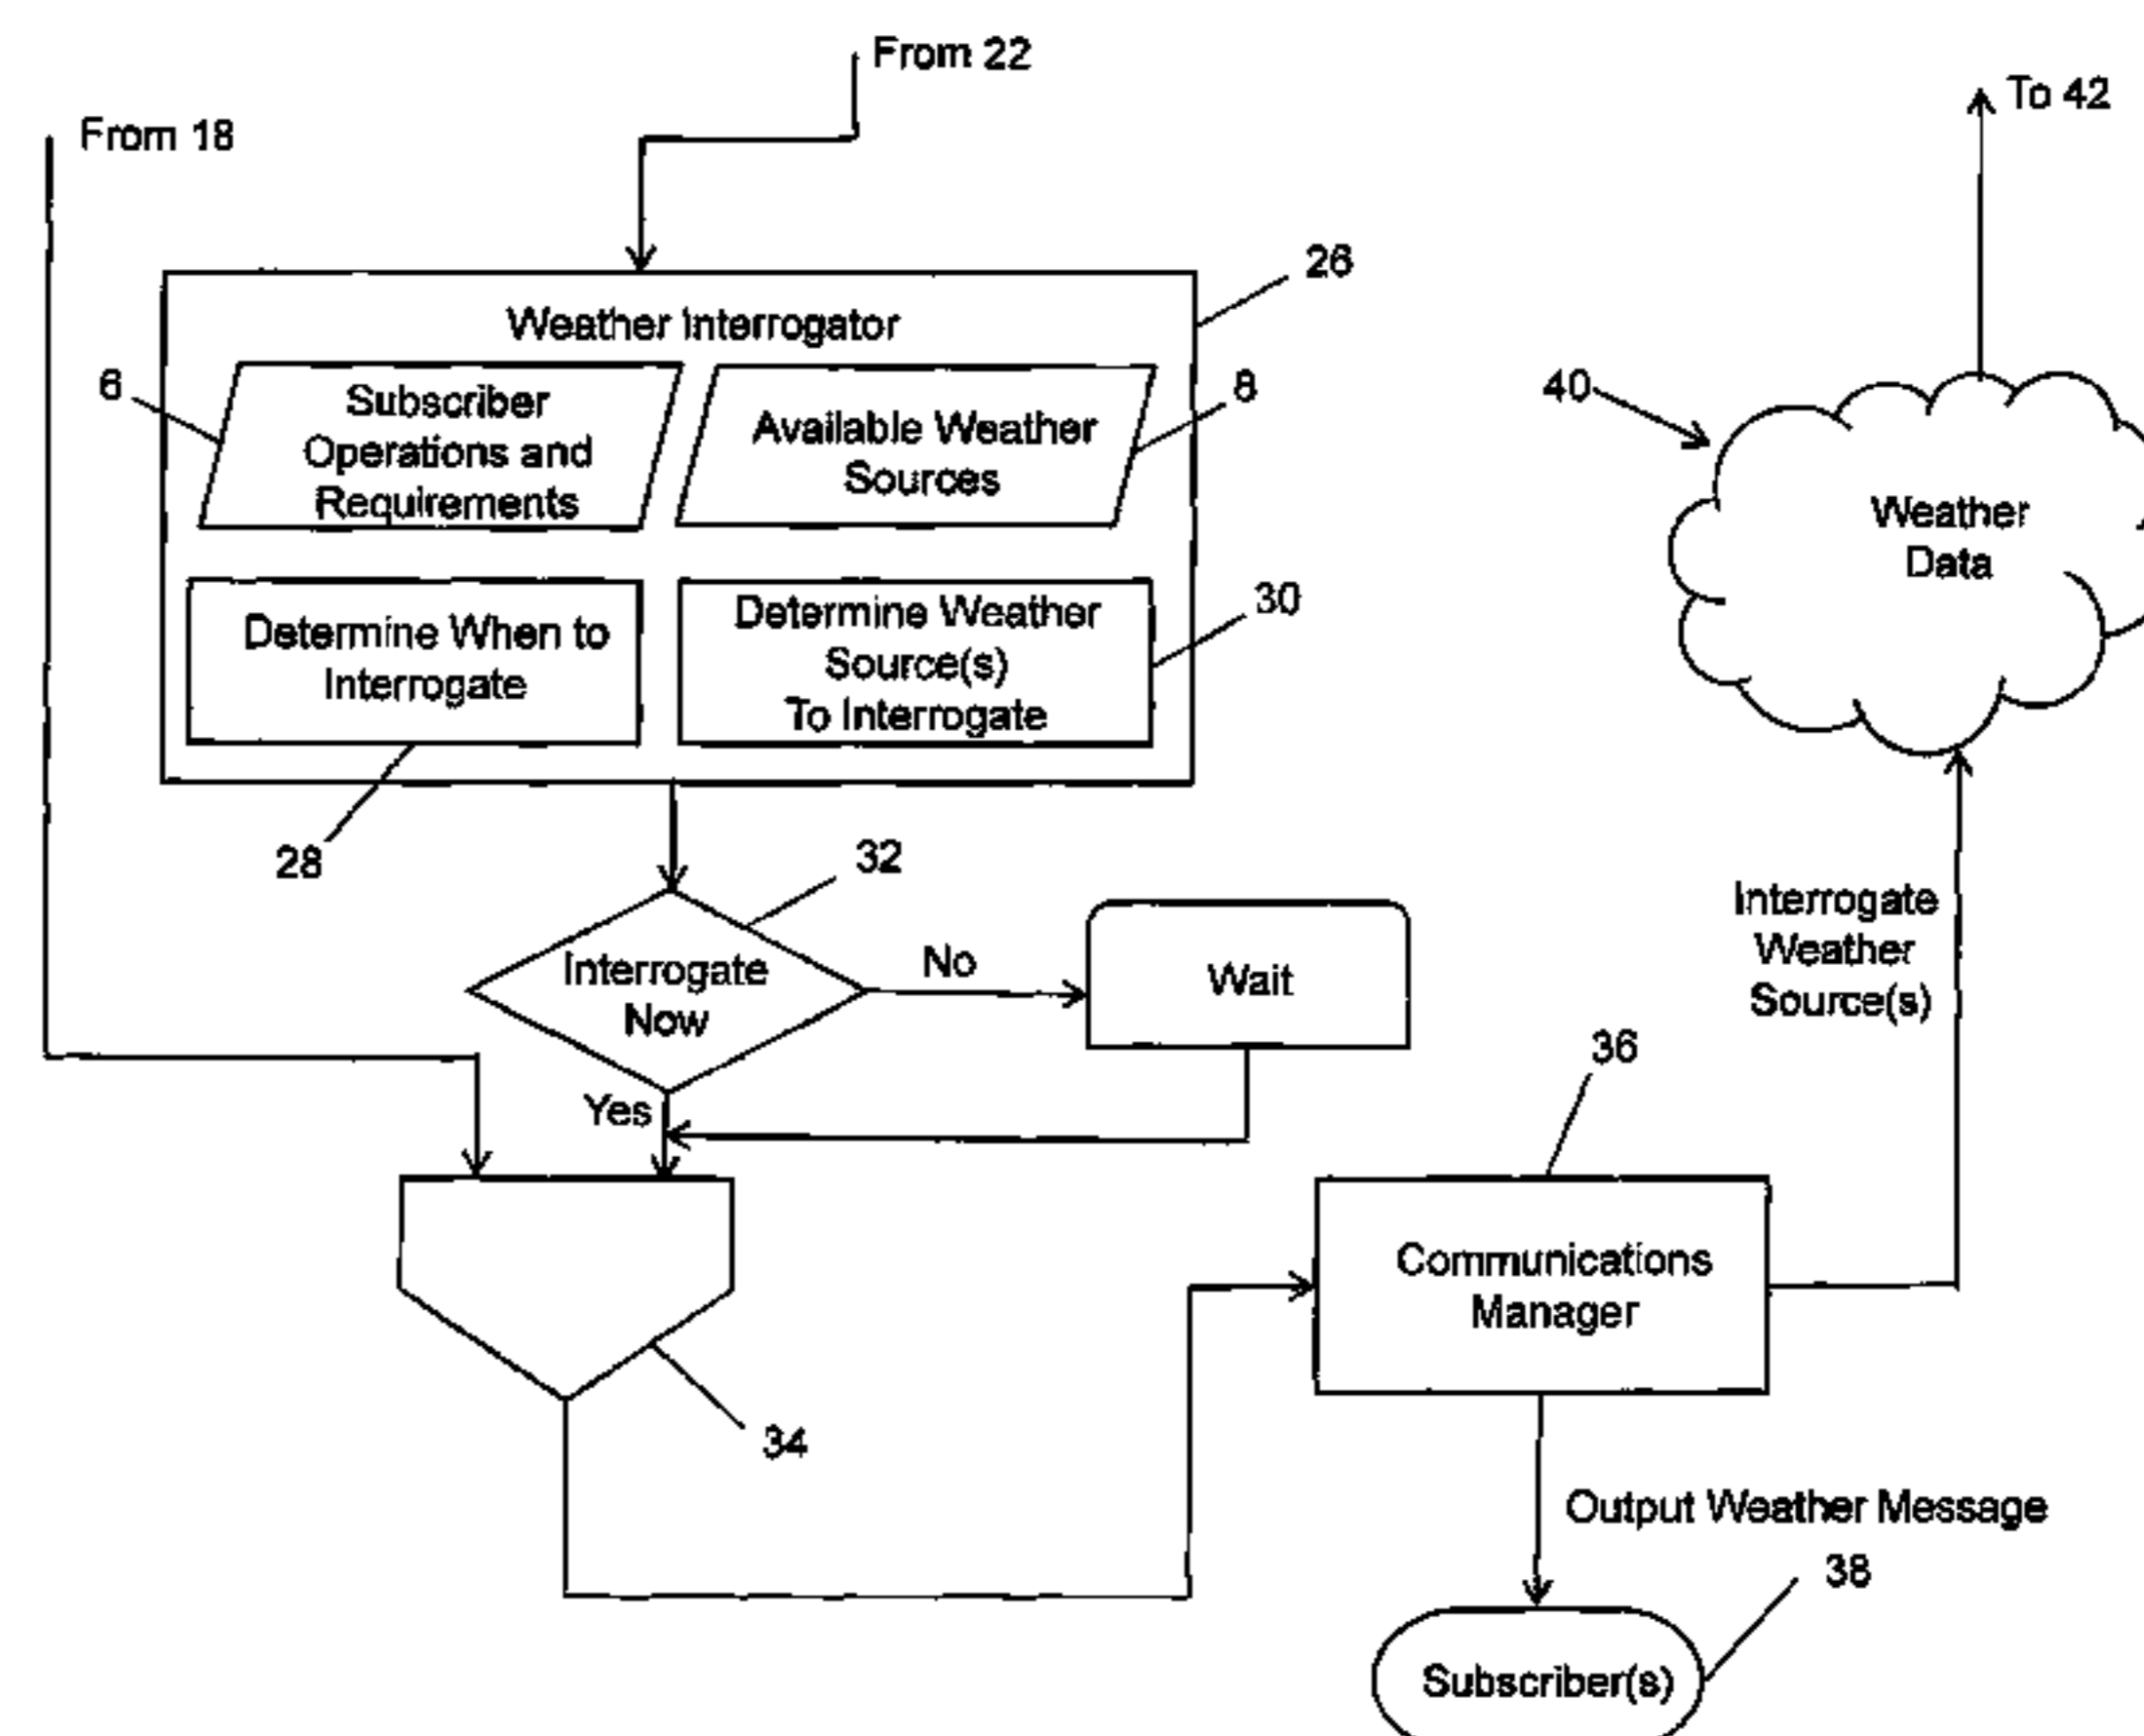 From 22
To 42
From 18
26
Weather Interrogator
6
Subscriber
Operations and
Requirements
Available Weather
Sources
8
40
Weather
Data
Determine When to
Interrogate
Determine Weather
Source(s)
To Interrogate
30
28
32
Interrogate
Now
No
Wait
Yes
Interrogate
Weather
Source(s)
36
Communications
Manager
34
Output Weather Message
38
Subscriber(s)